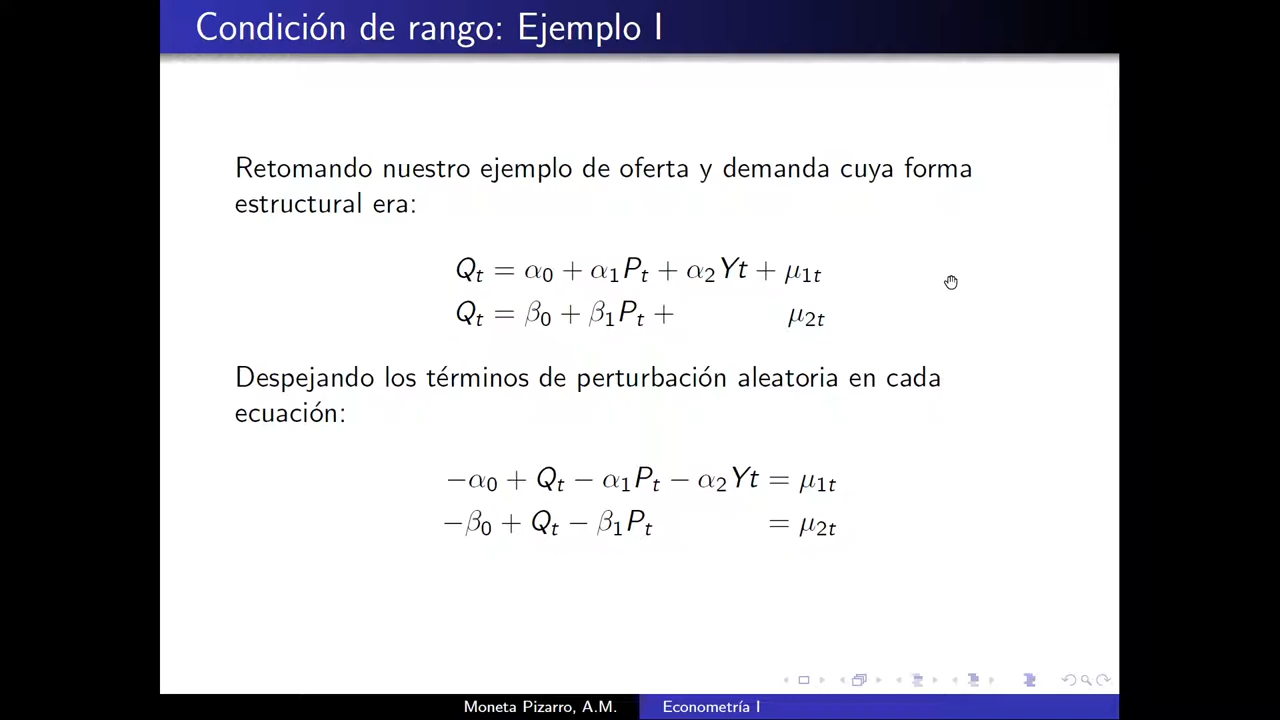 Condición de rango: Ejemplo I
Retomando nuestro ejemplo de oferta y demanda cuya forma
estructural era:
Qₜ = α₀ + α₁Pₜ + α₂Yt + μ₁ₜ
Qₜ = β₀ + β₁Pₜ + μ₂ₜ
Despejando los términos de perturbación aleatoria en cada
ecuación:
−α₀ + Qₜ − α₁Pₜ − α₂Yt = μ₁ₜ
−β₀ + Qₜ − β₁Pₜ = μ₂ₜ
Moneta Pizarro, A.M. Econometría I